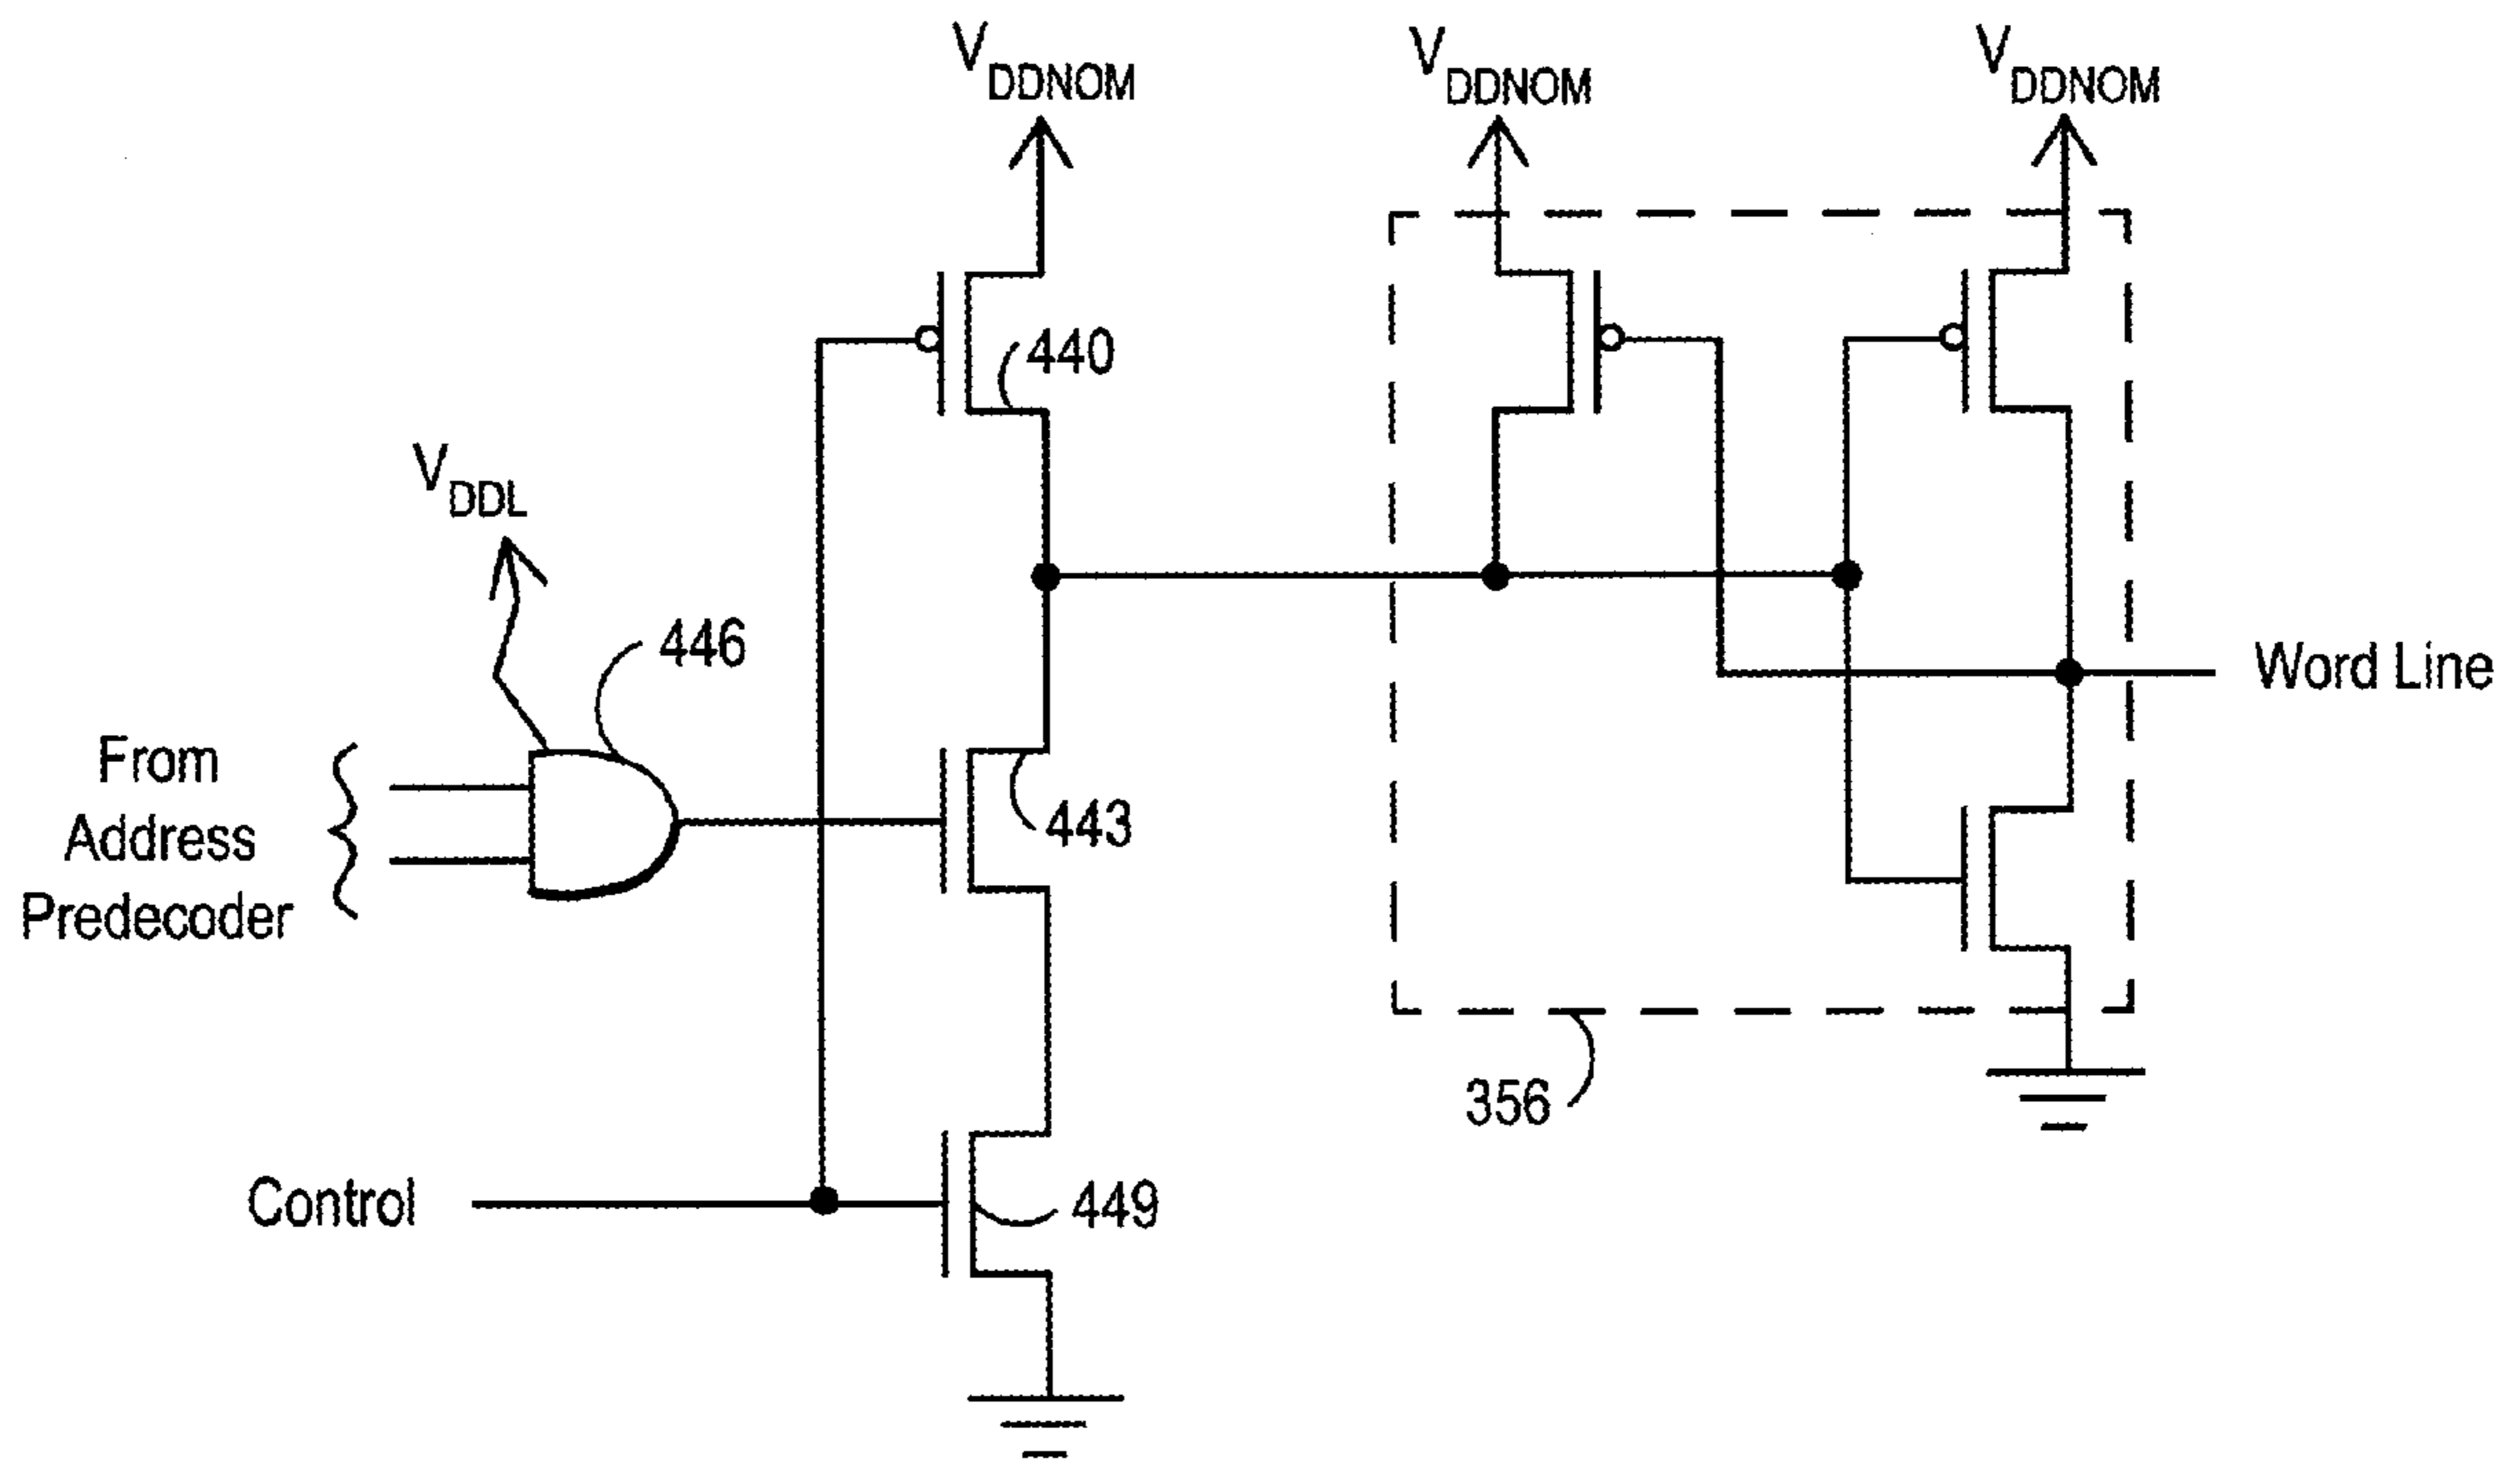 VDDNOM
VDDNOM
VDDNOM
440
VDDL
446
From
Address
Predecoder
443
Word Line
356
Control
449